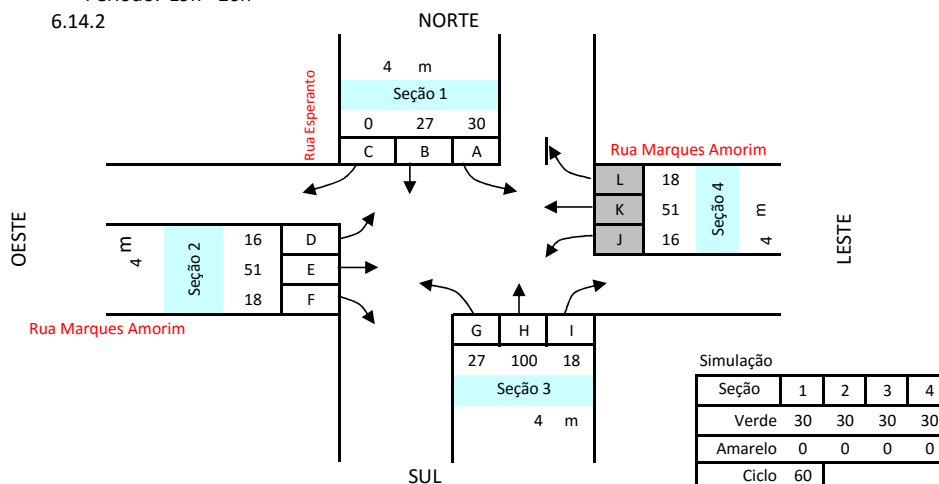 Período: 15h - 16h
6.14.2
NORTE
4 m
Rua Esperanto
Seção 1
0 27 30
C B A
Rua Marques Amorim
L 18
K 51
J 16
Seção 4
4 m
LESTE
OESTE
4 m
Seção 2
16 D
51 E
18 F
Rua Marques Amorim
G H I
27 100 18
Seção 3
4 m
SUL
Simulação
Seção 1 2 3 4
Verde 30 30 30 30
Amarelo 0 0 0 0
Ciclo 60